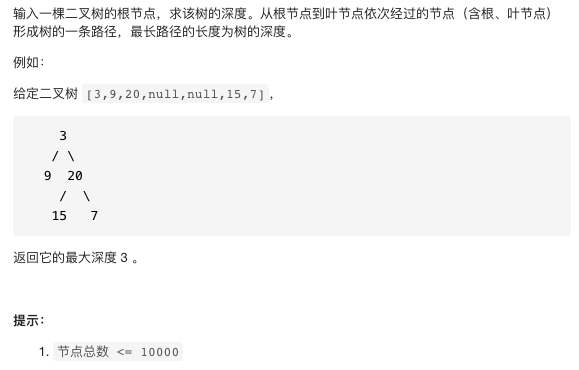 输入一棵二叉树的根节点，求该树的深度。从根节点到叶节点依次经过的节点（含根、叶节点）
形成树的一条路径，最长路径的长度为树的深度。
例如：
给定二叉树 [3,9,20,null,null,15,7]，
3
/ \
9 20
/ \
15 7
返回它的最大深度 3 。
提示：
1. 节点总数 <= 10000